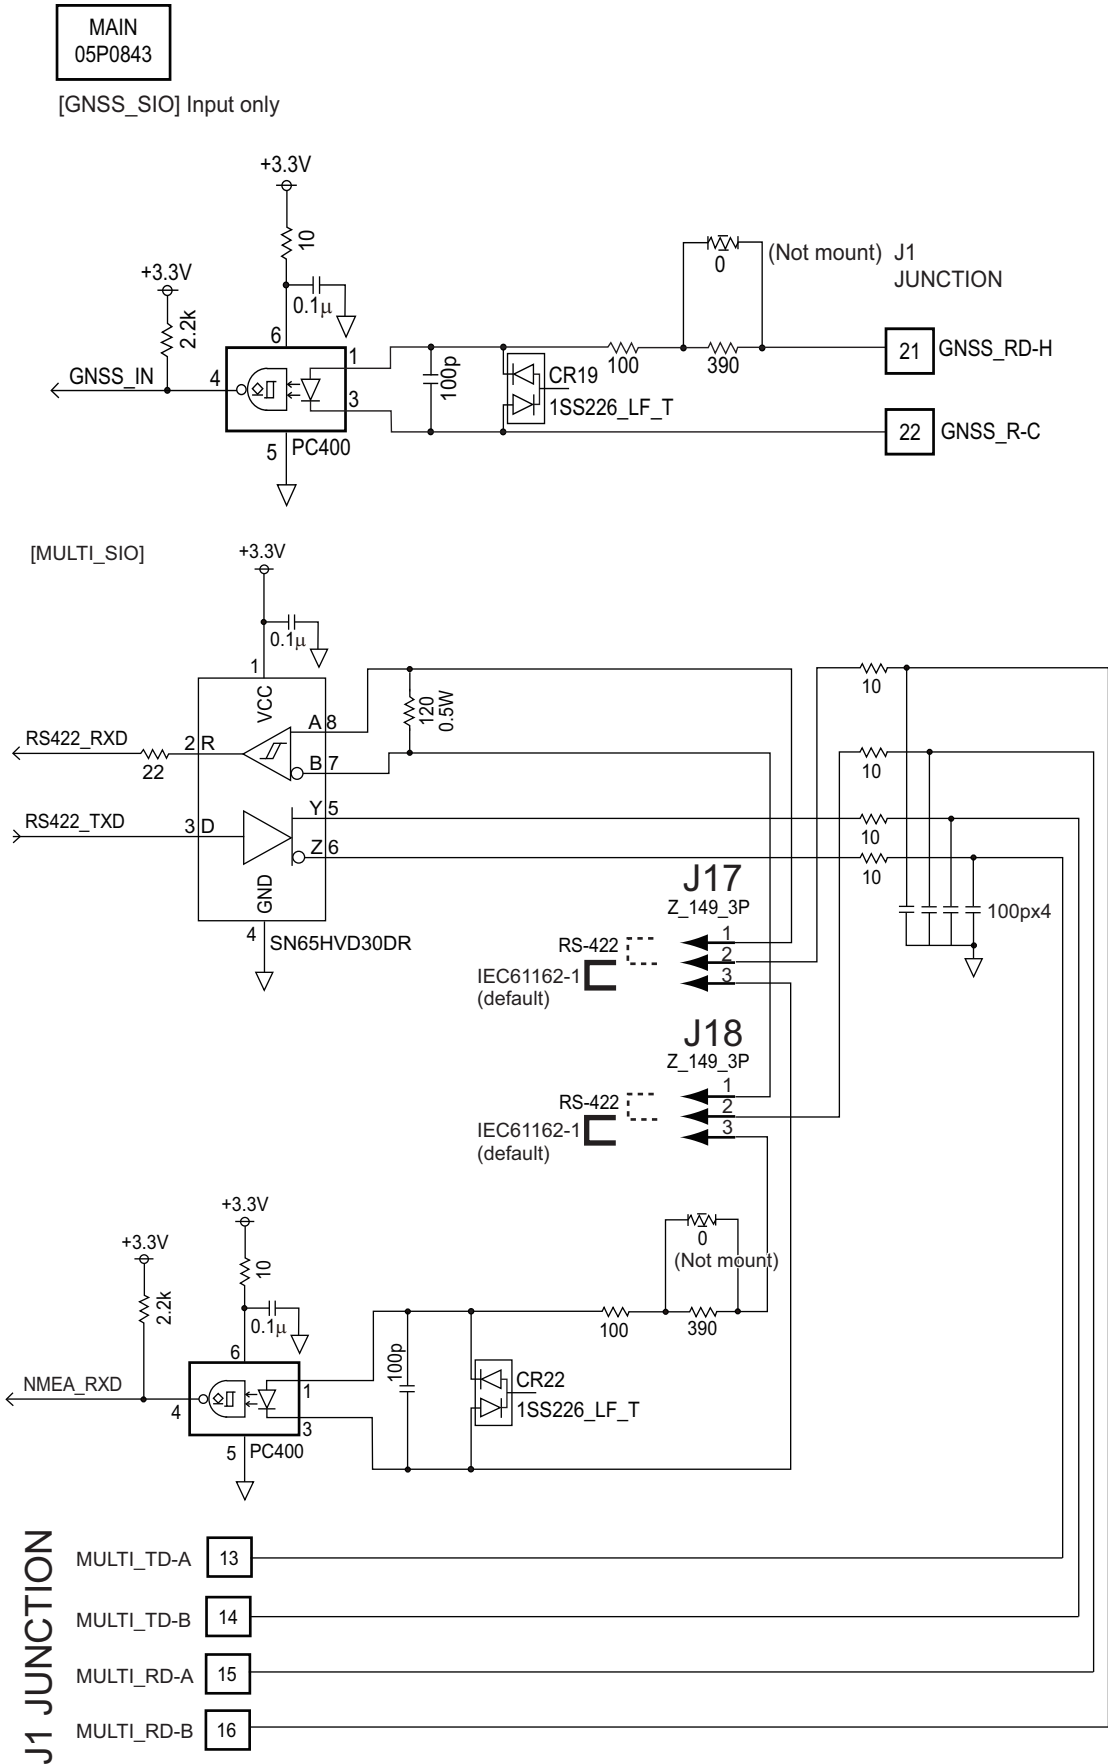 MAIN
05P0843
[GNSS_SIO] Input only
+3.3V
10
0.1µ
+3.3V
2.2k
GNSS_IN
4
6
1
3
5
PC400
100p
CR19
1SS226_LF_T
100
0
390
(Not mount)
J1
JUNCTION
21
GNSS_RD-H
22
GNSS_R-C
[MULTI_SIO]
+3.3V
0.1µ
1
VCC
RS422_RXD
22
2
R
A
8
B
7
120
0.5W
RS422_TXD
3
D
Y
5
Z
6
GND
4
SN65HVD30DR
10
10
10
10
100px4
J17
Z_149_3P
RS-422
IEC61162-1
(default)
1
2
3
J18
Z_149_3P
RS-422
IEC61162-1
(default)
1
2
3
+3.3V
10
0.1µ
+3.3V
2.2k
NMEA_RXD
4
6
1
3
5
PC400
100p
CR22
1SS226_LF_T
100
0
(Not mount)
390
J1 JUNCTION
MULTI_TD-A
13
MULTI_TD-B
14
MULTI_RD-A
15
MULTI_RD-B
16